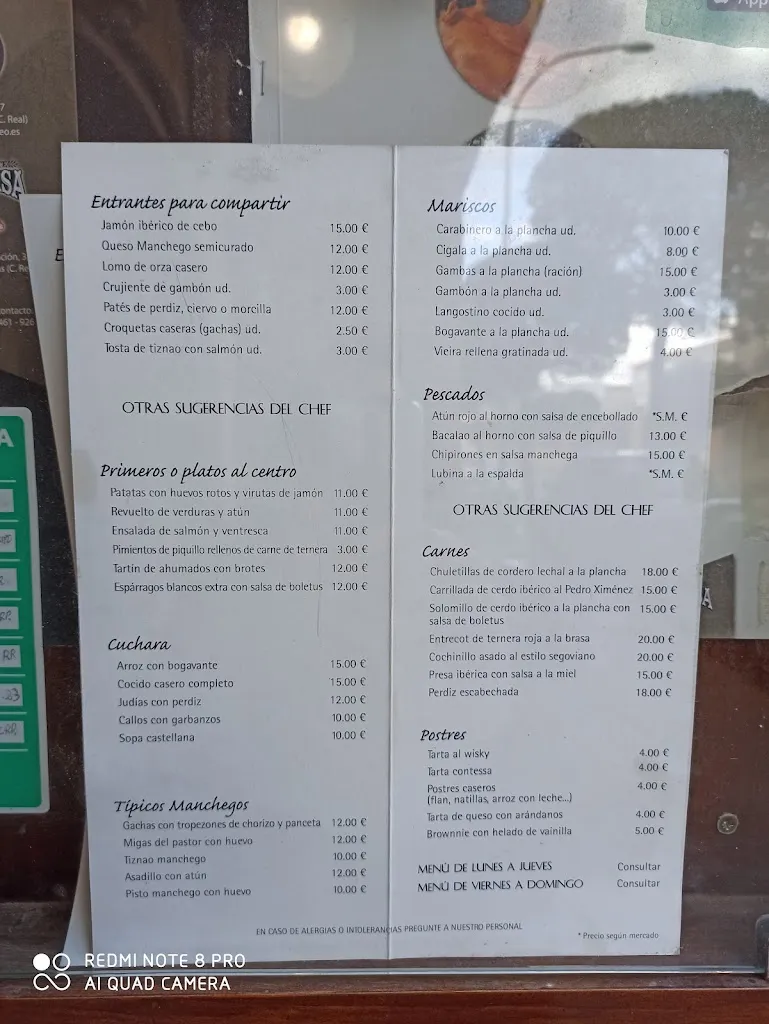 Entrantes para compartir
Jamón ibérico de cebo 15.00 €
Queso Manchego semicurado 12.00 €
Lomo de orza casero 12.00 €
Crujiente de gambón ud. 3.00 €
Patés de perdiz, ciervo o morcilla 12.00 €
Croquetas caseras (gachas) ud. 2.50 €
Tosta de tiznao con salmón ud. 3.00 €
OTRAS SUGERENCIAS DEL CHEF
Primeros o platos al centro
Patatas con huevos rotos y virutas de jamón 11.00 €
Revuelto de verduras y atún 11.00 €
Ensalada de salmón y ventresca 11.00 €
Pimientos de piquillo rellenos de carne de ternera 3.00 €
Tartín de ahumados con brotes 12.00 €
Espárragos blancos extra con salsa de boletus 12.00 €
Cuchara
Arroz con bogavante 15.00 €
Cocido casero completo 15.00 €
Judías con perdiz 12.00 €
Callos con garbanzos 10.00 €
Sopa castellana 10.00 €
Típicos Manchegos
Gachas con tropezones de chorizo y panceta 12.00 €
Migas del pastor con huevo 12.00 €
Tiznao manchego 10.00 €
Asadillo con atún 12.00 €
Pisto manchego con huevo 10.00 €
Mariscos
Carabinero a la plancha ud. 10.00 €
Cigala a la plancha ud. 8.00 €
Gambas a la plancha (ración) 15.00 €
Gambón a la plancha ud. 3.00 €
Langostino cocido ud. 3.00 €
Bogavante a la plancha ud. 15.00 €
Vieira rellena gratinada ud. 4.00 €
Pescados
Atún rojo al horno con salsa de encebollado *S.M. €
Bacalao al horno con salsa de piquillo 13.00 €
Chipirones en salsa manchega 15.00 €
Lubina a la espalda *S.M. €
OTRAS SUGERENCIAS DEL CHEF
Carnes
Chuletillas de cordero lechal a la plancha 18.00 €
Carrillada de cerdo ibérico al Pedro Ximénez 15.00 €
Solomillo de cerdo ibérico a la plancha con 15.00 €
salsa de boletus
Entrecot de ternera roja a la brasa 20.00 €
Cochinillo asado al estilo segoviano 20.00 €
Presa ibérica con salsa a la miel 15.00 €
Perdiz escabechada 18.00 €
Postres
Tarta al wisky 4.00 €
Tarta contessa 4.00 €
Postres caseros 4.00 €
(flan, natillas, arroz con leche...)
Tarta de queso con arándanos 4.00 €
Brownnie con helado de vainilla 5.00 €
MENÚ DE LUNES A JUEVES Consultar
MENÚ DE VIERNES A DOMINGO Consultar
EN CASO DE ALERGIAS O INTOLERANCIAS PREGUNTE A NUESTRO PERSONAL
* Precio según mercado
REDMI NOTE 8 PRO
AI QUAD CAMERA